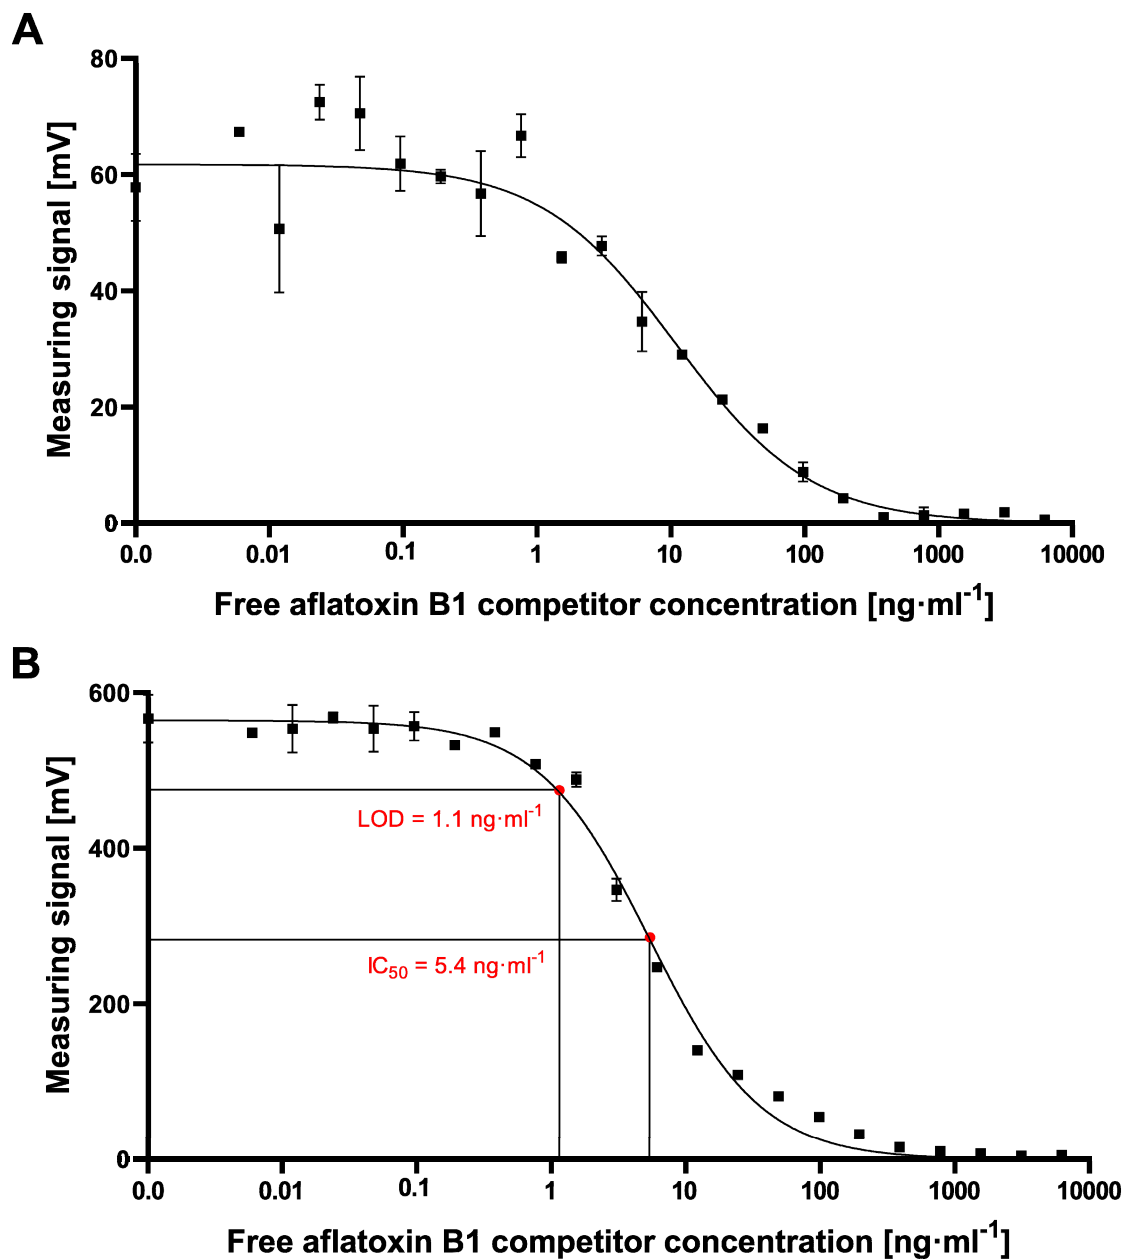 A
80
60
40
20
0
Measuring signal [mV]
0.0 0.01 0.1 1 10 100 1000 10000
Free aflatoxin B1 competitor concentration [ng·ml⁻¹]
B
600
400
200
0
Measuring signal [mV]
LOD = 1.1 ng·ml⁻¹
IC₅₀ = 5.4 ng·ml⁻¹
0.0 0.01 0.1 1 10 100 1000 10000
Free aflatoxin B1 competitor concentration [ng·ml⁻¹]